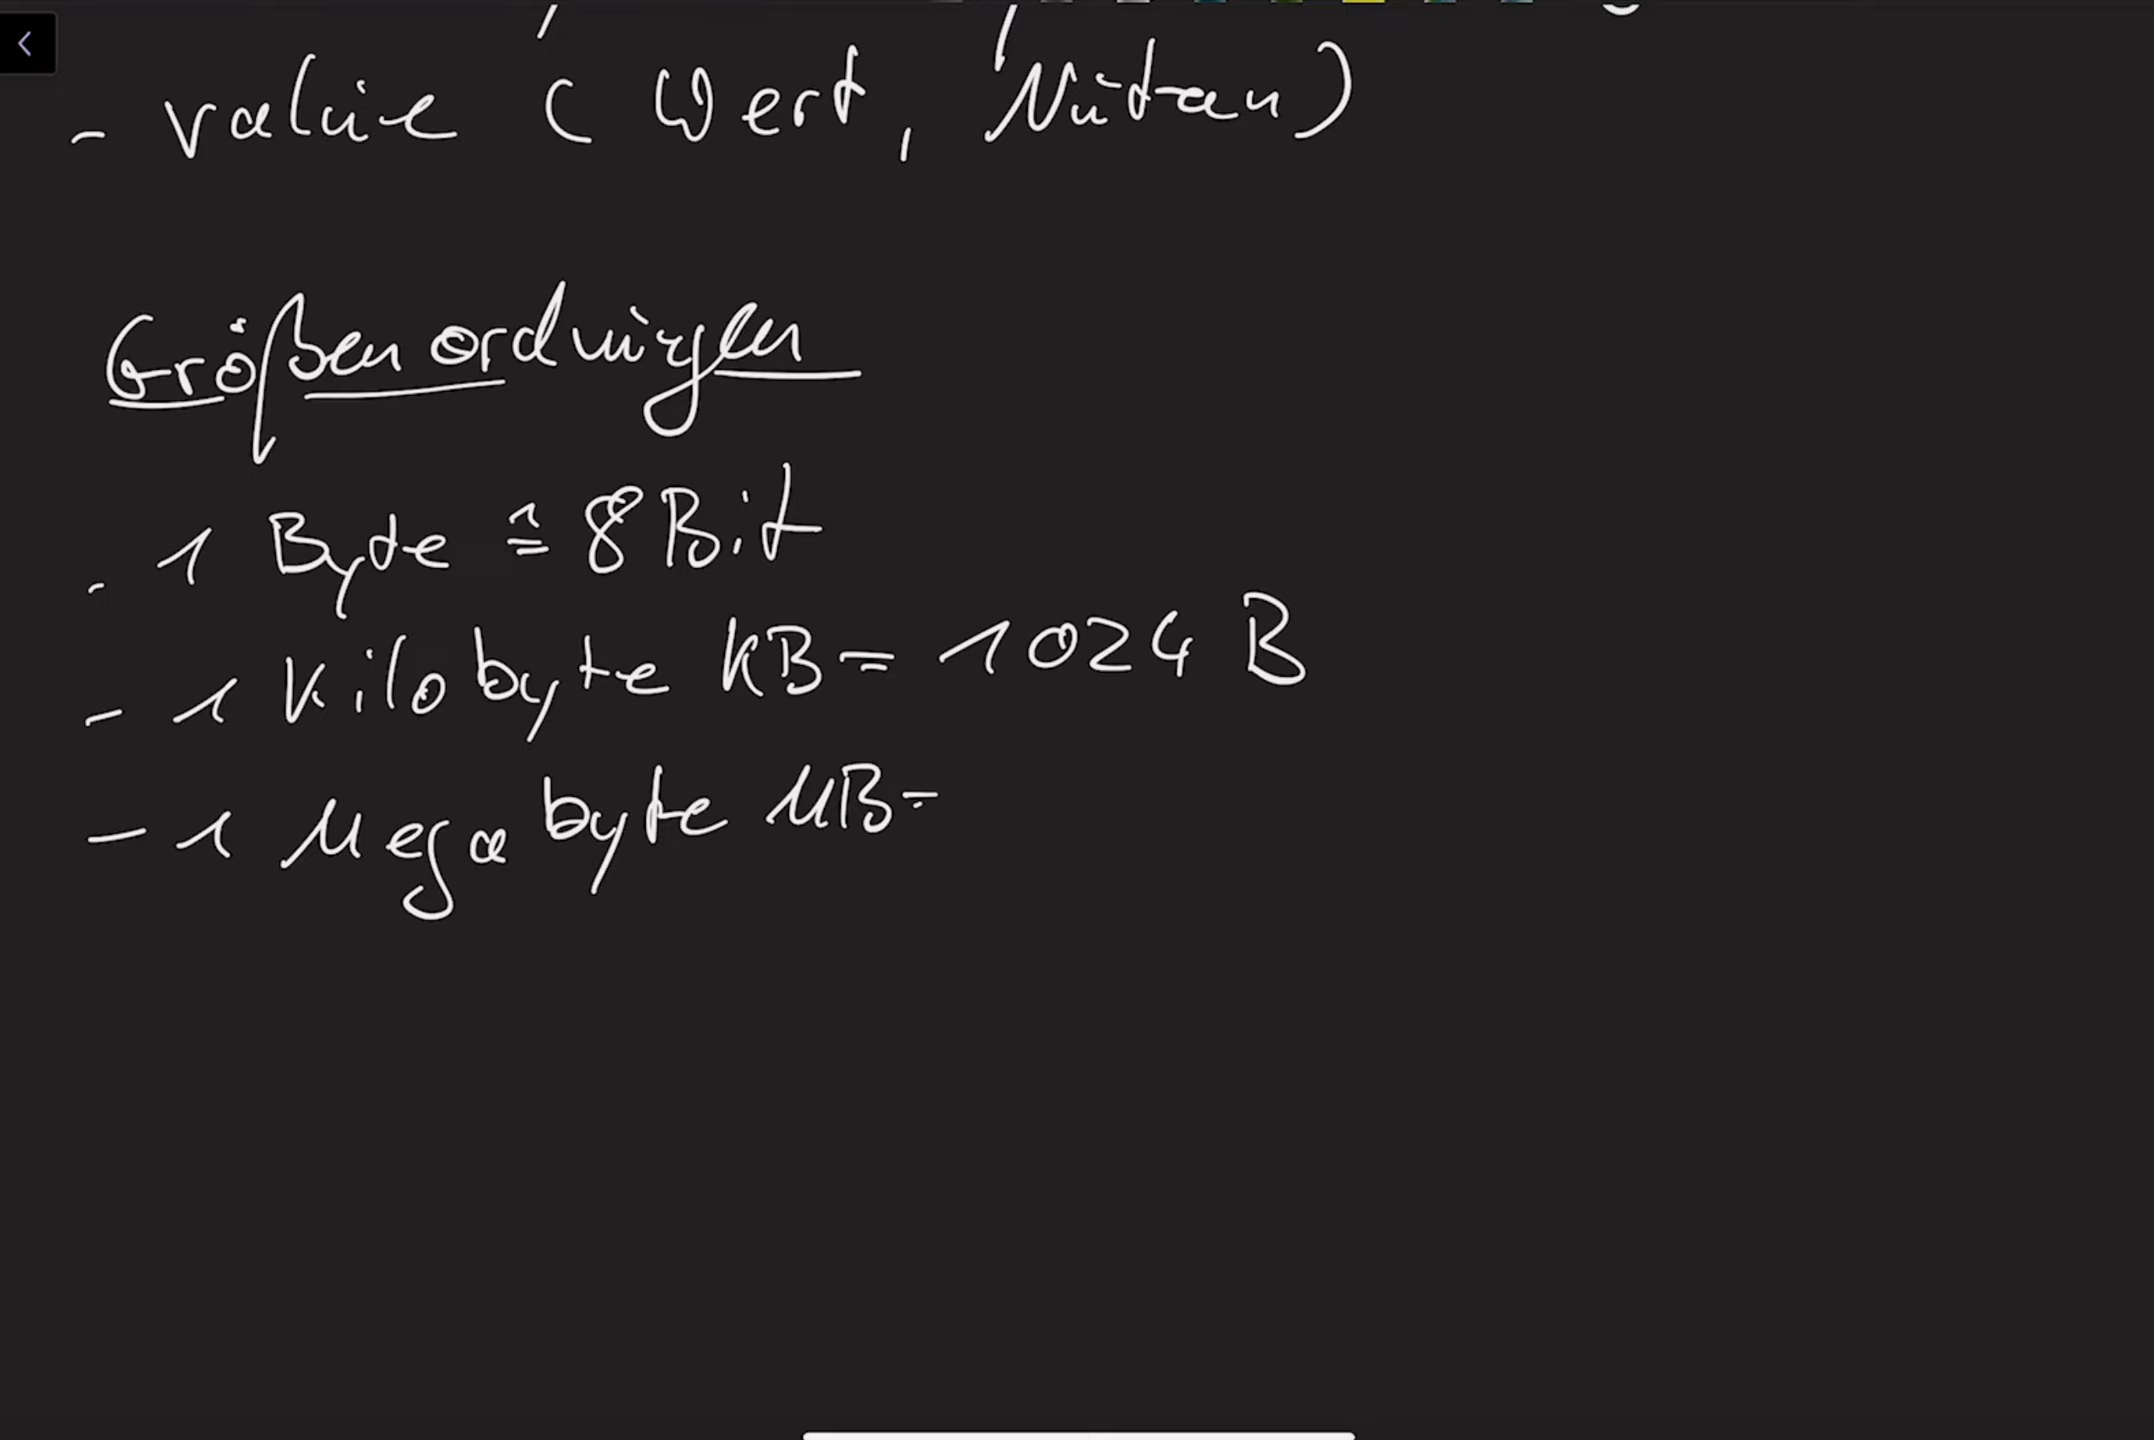 - value (Wert, Nutzen)
Größenordnungen
- 1 Byte ≙ 8 Bit
- 1 Kilobyte KB = 1024 B
- 1 Megabyte MB =